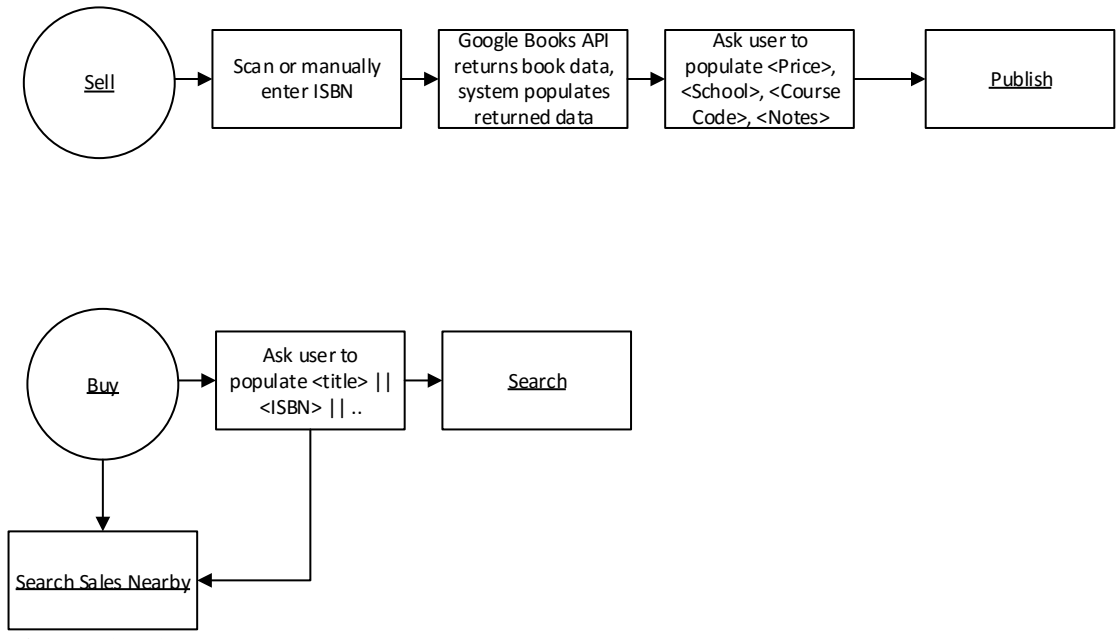 Sell
Scan or manually
enter ISBN
Google Books API
returns book data,
system populates
returned data
Ask user to
populate <Price>,
<School>, <Course
Code>, <Notes>
Publish
Buy
Ask user to
populate <title> ||
<ISBN> || ..
Search
Search Sales Nearby